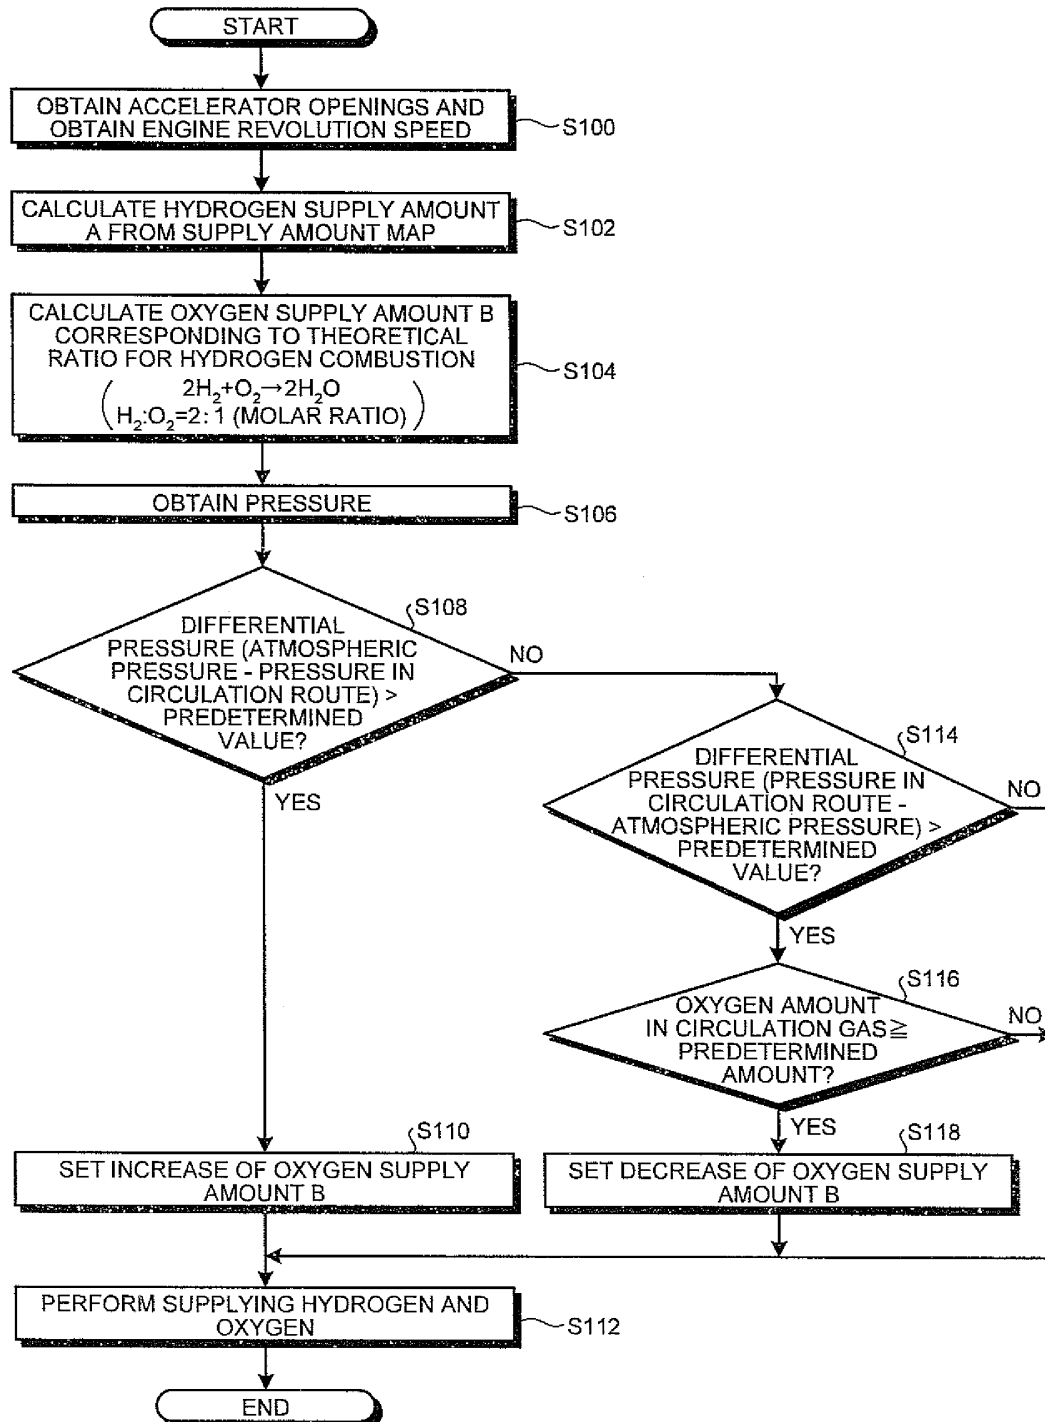 START
OBTAIN ACCELERATOR OPENINGS AND
OBTAIN ENGINE REVOLUTION SPEED
S100
CALCULATE HYDROGEN SUPPLY AMOUNT
A FROM SUPPLY AMOUNT MAP
S102
CALCULATE OXYGEN SUPPLY AMOUNT B
CORRESPONDING TO THEORETICAL
RATIO FOR HYDROGEN COMBUSTION
(2H₂+O₂→2H₂O
H₂:O₂=2:1 (MOLAR RATIO))
S104
OBTAIN PRESSURE
S106
S108
DIFFERENTIAL
PRESSURE (ATMOSPHERIC
PRESSURE - PRESSURE IN
CIRCULATION ROUTE) >
PREDETERMINED
VALUE?
NO
YES
S114
DIFFERENTIAL
PRESSURE (PRESSURE IN
CIRCULATION ROUTE -
ATMOSPHERIC PRESSURE) >
PREDETERMINED
VALUE?
NO
YES
S116
OXYGEN AMOUNT
IN CIRCULATION GAS≧
PREDETERMINED
AMOUNT?
NO
YES
S110
SET INCREASE OF OXYGEN SUPPLY
AMOUNT B
S118
SET DECREASE OF OXYGEN SUPPLY
AMOUNT B
PERFORM SUPPLYING HYDROGEN AND
OXYGEN
S112
END